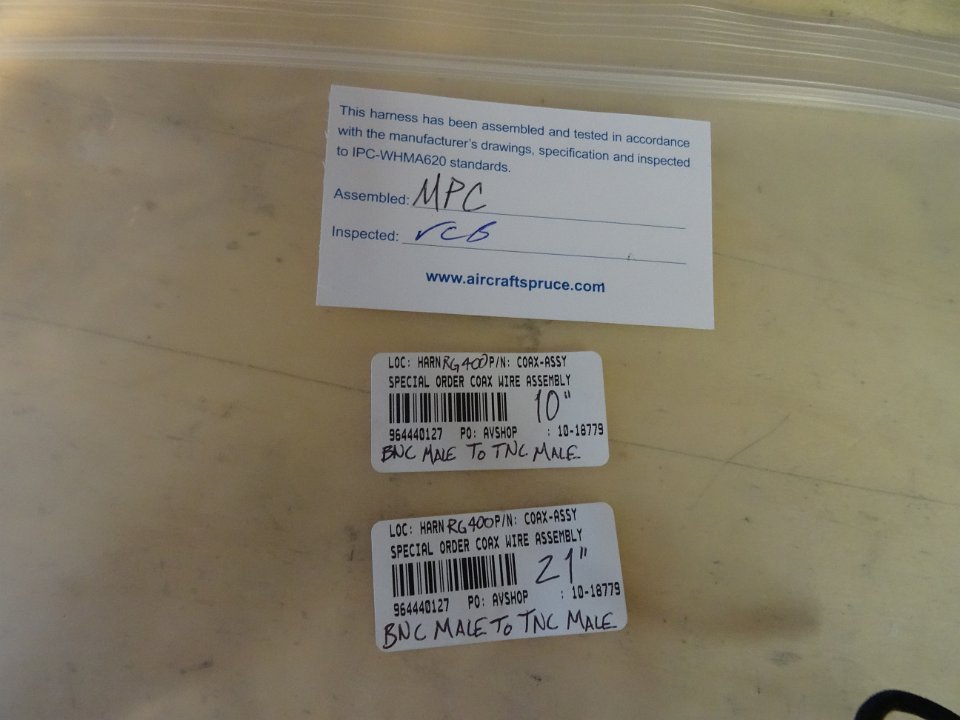 This harness has been assembled and tested in accordance
with the manufacturer's drawings, specification and inspected
to IPC-WHMA620 standards.
Assembled: MPC
Inspected: rcb
www.aircraftspruce.com
LOC: HARN RG400 P/N: COAX-ASSY
SPECIAL ORDER COAX WIRE ASSEMBLY
10"
964440127 PO: AVSHOP : 10-18779
BNC MALE TO TNC MALE
LOC: HARN RG400 P/N: COAX-ASSY
SPECIAL ORDER COAX WIRE ASSEMBLY
21"
964440127 PO: AVSHOP : 10-18779
BNC MALE TO TNC MALE